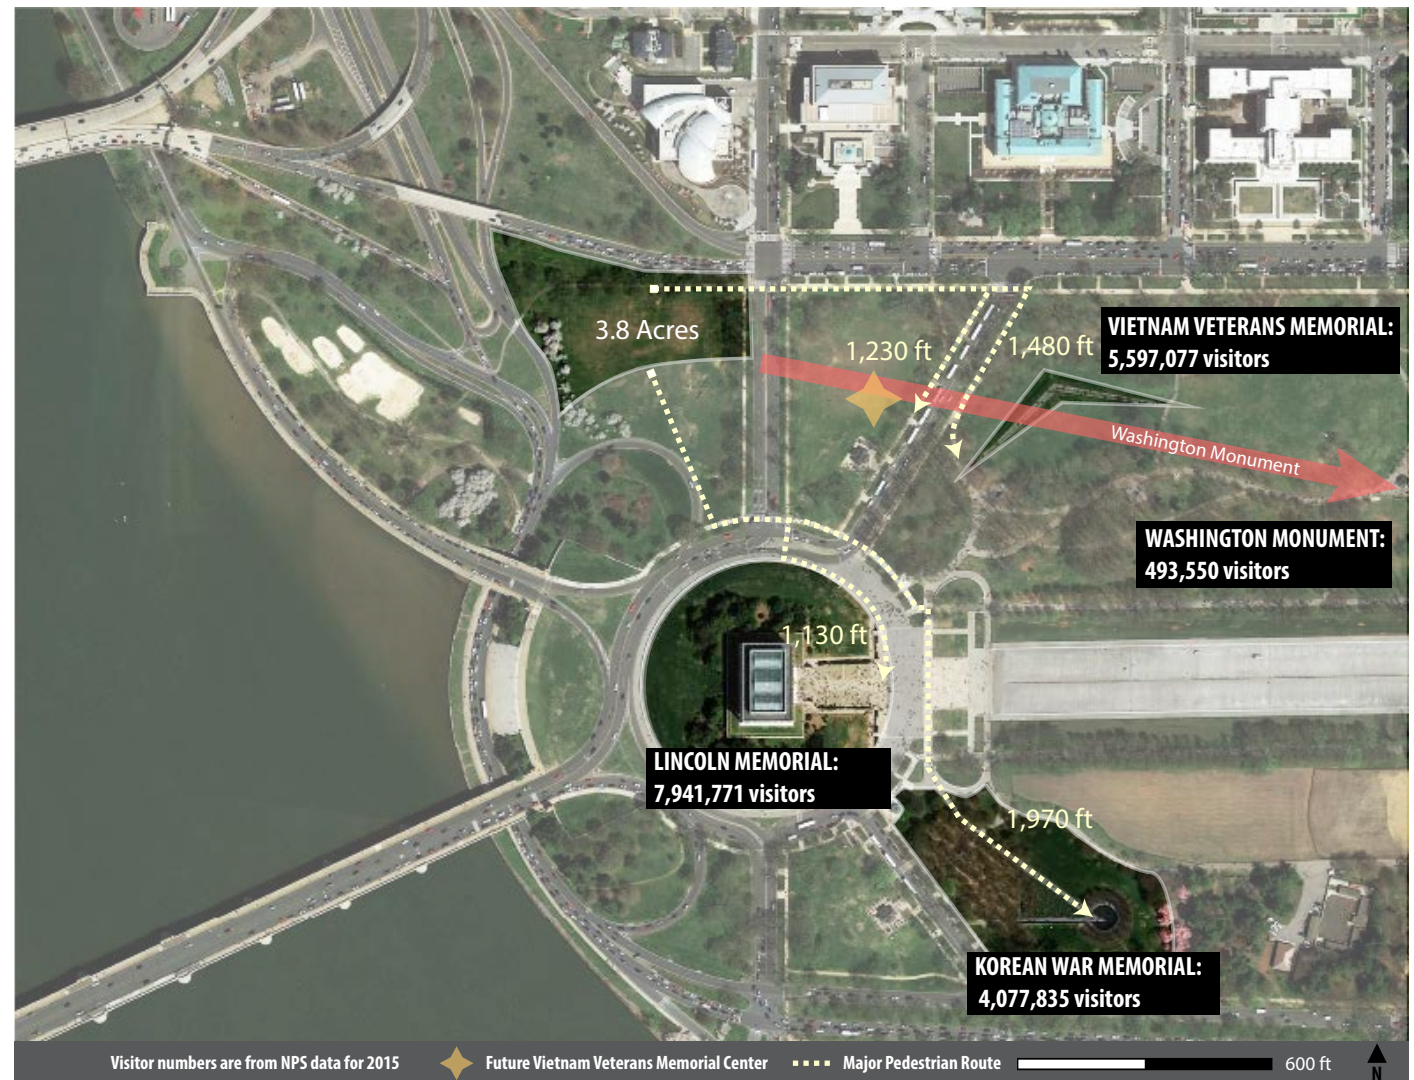 3.8 Acres
1,230 ft
1,480 ft
VIETNAM VETERANS MEMORIAL:
5,597,077 visitors
Washington Monument
WASHINGTON MONUMENT:
493,550 visitors
1,130 ft
LINCOLN MEMORIAL:
7,941,771 visitors
1,970 ft
KOREAN WAR MEMORIAL:
4,077,835 visitors
Visitor numbers are from NPS data for 2015
Future Vietnam Veterans Memorial Center
Major Pedestrian Route
600 ft
N